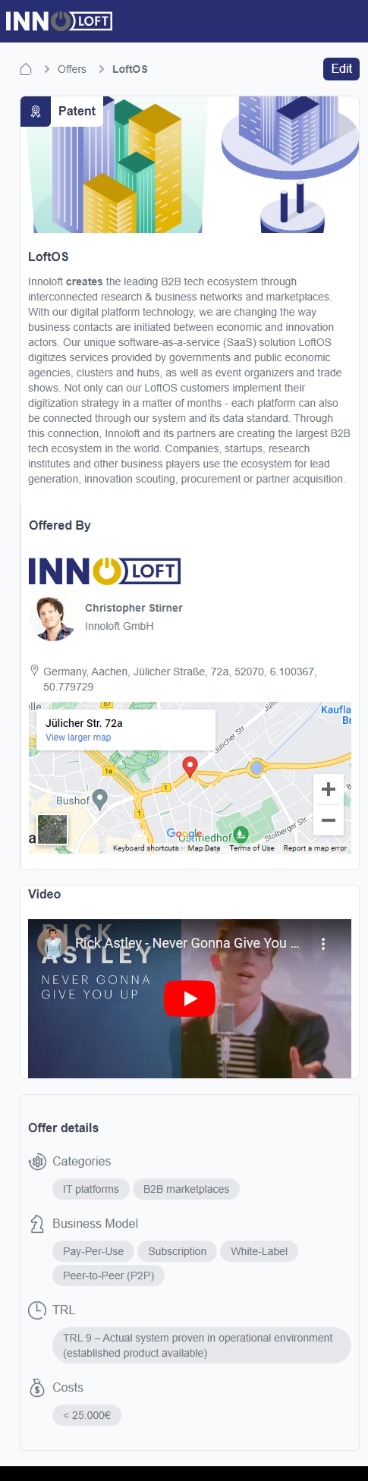 INNOLOFT
Offers
LoftOS
Edit
Patent
LoftOS
Innoloft creates the leading B2B tech ecosystem through
interconnected research & business networks and marketplaces.
With our digital platform technology, we are changing the way
business contacts are initiated between economic and innovation
actors. Our unique software-as-a-service (SaaS) solution LoftOS
digitizes services provided by governments and public economic
agencies, clusters and hubs, as well as event organizers and trade
shows. Not only can our LoftOS customers implement their
digitization strategy in a matter of months - each platform can also
be connected through our system and its data standard. Through
this connection, Innoloft and its partners are creating the largest B2B
tech ecosystem in the world. Companies, startups, research
institutes and other business players use the ecosystem for lead
generation, innovation scouting, procurement or partner acquisition.
Offered By
INNOLOFT
Christopher Stirner
Innoloft GmbH
Germany, Aachen, Jülicher Straße, 72a, 52070, 6.100367,
50.779729
57
Kaufla
Jülicher Str. 72a
View larger map
Jülicher Str.
1a
Bushof
Google
Ostfriedhof
Stolberger Str.
Keyboard shortcuts
Map Data
Terms of Use
Report a map error
Video
RICK
ASTLEY
Rick Astley - Never Gonna Give You ...
NEVER GONNA
GIVE YOU UP
Offer details
Categories
IT platforms
B2B marketplaces
Business Model
Pay-Per-Use
Subscription
White-Label
Peer-to-Peer (P2P)
TRL
TRL 9 – Actual system proven in operational environment
(established product available)
Costs
< 25.000€